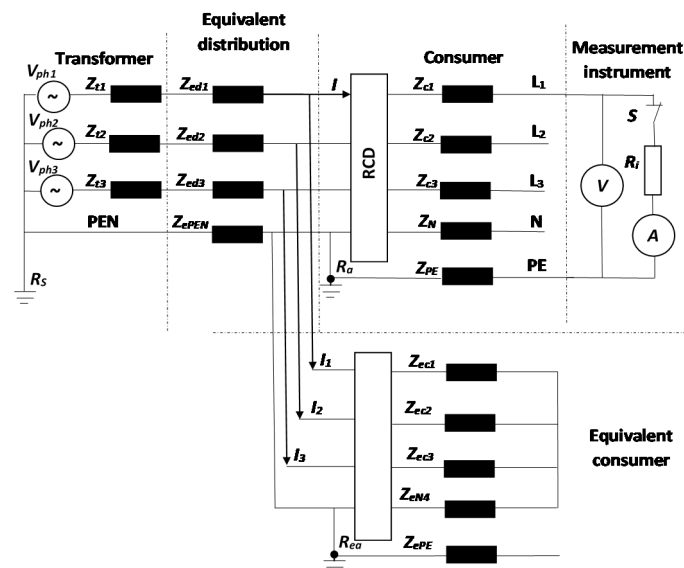 Equivalent
distribution
Transformer
Consumer
Measurement
instrument
Vph1
Zt1
Zed1
I
Zc1
L1
S
Vph2
Zt2
Zed2
Zc2
L2
RCD
Ri
V
Vph3
Zt3
Zed3
Zc3
L3
PEN
ZePEN
ZN
N
A
RS
Ra
ZPE
PE
I1
Zec1
I2
Zec2
Equivalent
consumer
I3
Zec3
ZeN4
Rea
ZePE
~
~
~